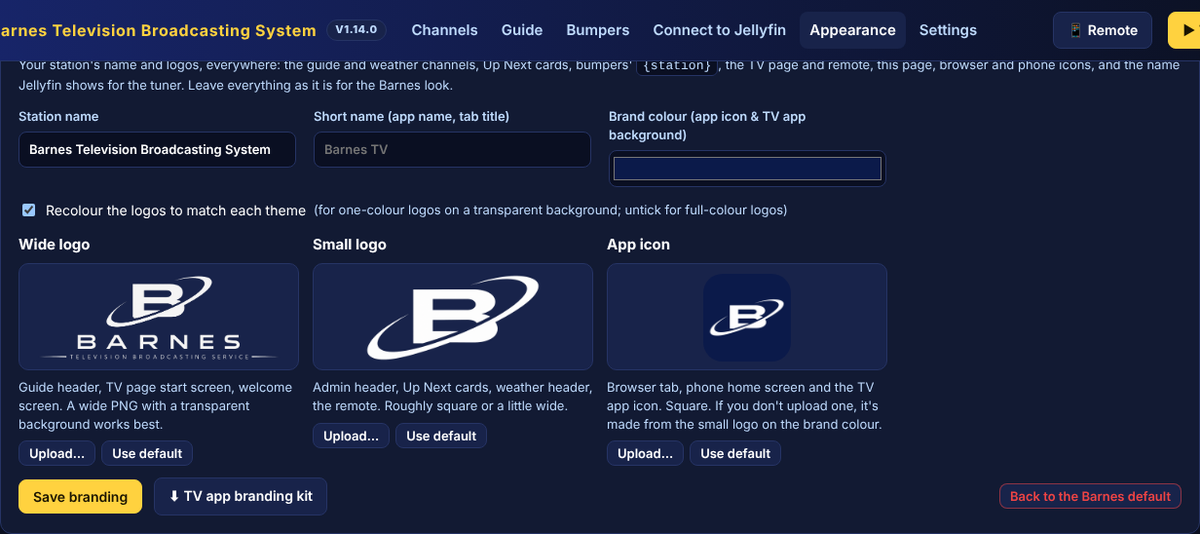 arnes Television Broadcasting System
V1.14.0
Channels
Guide
Bumpers
Connect to Jellyfin
Appearance
Settings
Remote
Your station's name and logos, everywhere: the guide and weather channels, Up Next cards, bumpers' {station}, the TV page and remote, this page, browser and phone icons, and the name
Jellyfin shows for the tuner. Leave everything as it is for the Barnes look.
Station name
Short name (app name, tab title)
Brand colour (app icon & TV app
background)
Barnes Television Broadcasting System
Barnes TV
Recolour the logos to match each theme (for one-colour logos on a transparent background; untick for full-colour logos)
Wide logo
Small logo
App icon
B
BARNES
TELEVISION BROADCASTING SERVICE
B
B
Guide header, TV page start screen, welcome
screen. A wide PNG with a transparent
background works best.
Upload...
Use default
Admin header, Up Next cards, weather header,
the remote. Roughly square or a little wide.
Upload...
Use default
Browser tab, phone home screen and the TV
app icon. Square. If you don't upload one, it's
made from the small logo on the brand colour.
Upload...
Use default
Save branding
⬇ TV app branding kit
Back to the Barnes default